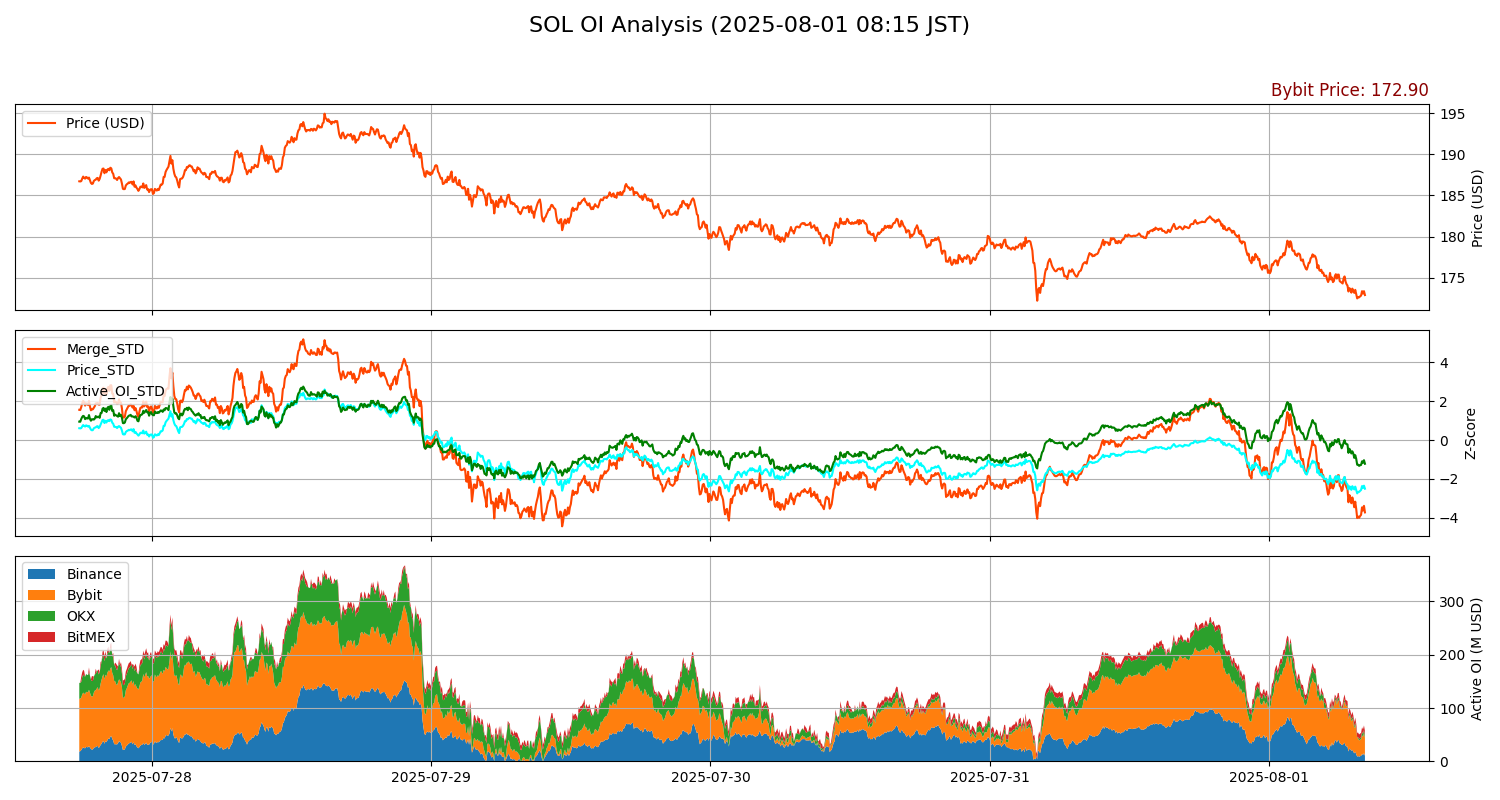 SOL OI Analysis (2025-08-01 08:15 JST)
Bybit Price: 172.90
Price (USD)
195
190
185
180
175
Price (USD)
Merge_STD
Price_STD
Active_OI_STD
4
2
0
−2
−4
Z-Score
Binance
Bybit
OKX
BitMEX
300
200
100
0
Active OI (M USD)
2025-07-28
2025-07-29
2025-07-30
2025-07-31
2025-08-01